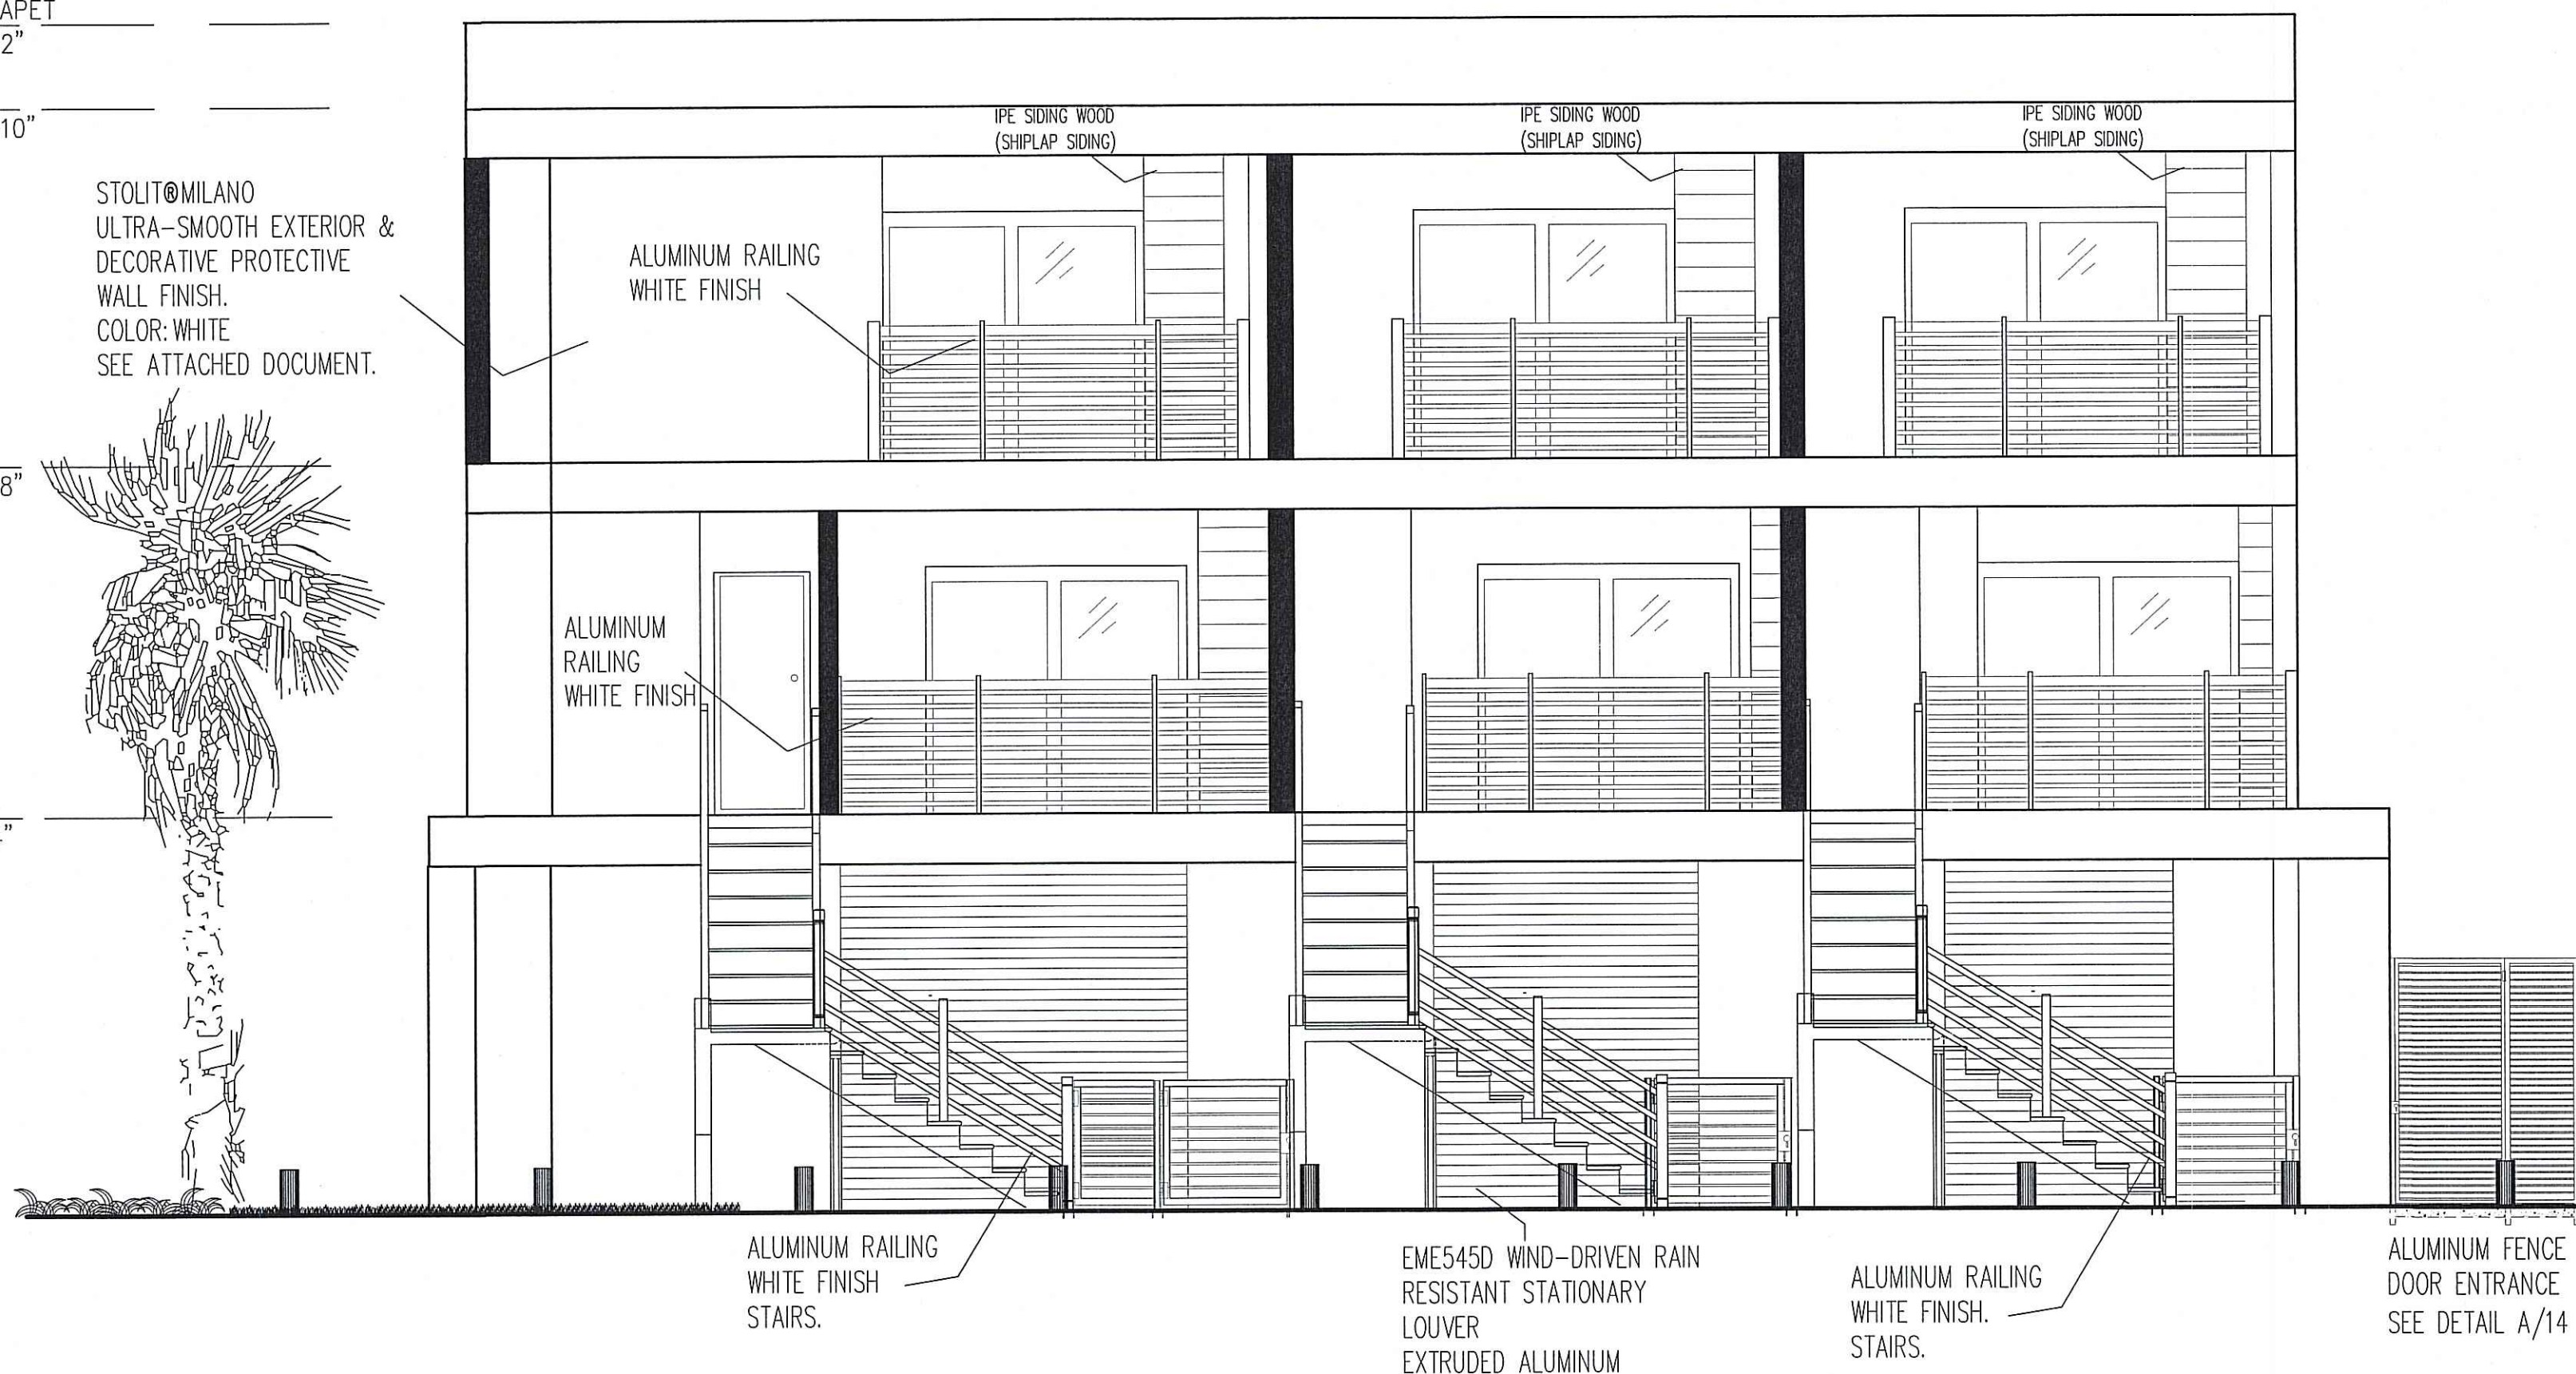 APET
2"
10"
8"
"
IPE SIDING WOOD
(SHIPLAP SIDING)
IPE SIDING WOOD
(SHIPLAP SIDING)
IPE SIDING WOOD
(SHIPLAP SIDING)
STOLIT®MILANO
ULTRA-SMOOTH EXTERIOR &
DECORATIVE PROTECTIVE
WALL FINISH.
COLOR: WHITE
SEE ATTACHED DOCUMENT.
ALUMINUM RAILING
WHITE FINISH
ALUMINUM
RAILING
WHITE FINISH
ALUMINUM RAILING
WHITE FINISH
STAIRS.
EME545D WIND-DRIVEN RAIN
RESISTANT STATIONARY
LOUVER
EXTRUDED ALUMINUM
ALUMINUM RAILING
WHITE FINISH.
STAIRS.
ALUMINUM FENCE
DOOR ENTRANCE
SEE DETAIL A/14